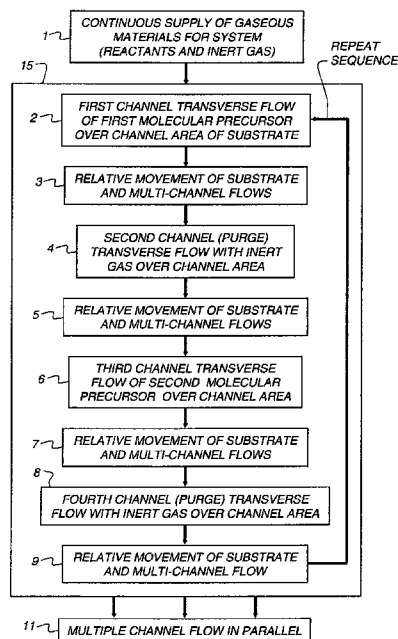 1
CONTINUOUS SUPPLY OF GASEOUS
MATERIALS FOR SYSTEM
(REACTANTS AND INERT GAS)
15
REPEAT
SEQUENCE
2
FIRST CHANNEL TRANSVERSE FLOW
OF FIRST MOLECULAR PRECURSOR
OVER CHANNEL AREA OF SUBSTRATE
3
RELATIVE MOVEMENT OF SUBSTRATE
AND MULTI-CHANNEL FLOWS
4
SECOND CHANNEL (PURGE)
TRANSVERSE FLOW WITH INERT
GAS OVER CHANNEL AREA
5
RELATIVE MOVEMENT OF SUBSTRATE
AND MULTI-CHANNEL FLOWS
6
THIRD CHANNEL TRANSVERSE
FLOW OF SECOND MOLECULAR
PRECURSOR OVER CHANNEL AREA
7
RELATIVE MOVEMENT OF SUBSTRATE
AND MULTI-CHANNEL FLOWS
8
FOURTH CHANNEL (PURGE) TRANSVERSE
FLOW WITH INERT GAS OVER CHANNEL AREA
9
RELATIVE MOVEMENT OF SUBSTRATE
AND MULTI-CHANNEL FLOW
11
MULTIPLE CHANNEL FLOW IN PARALLEL